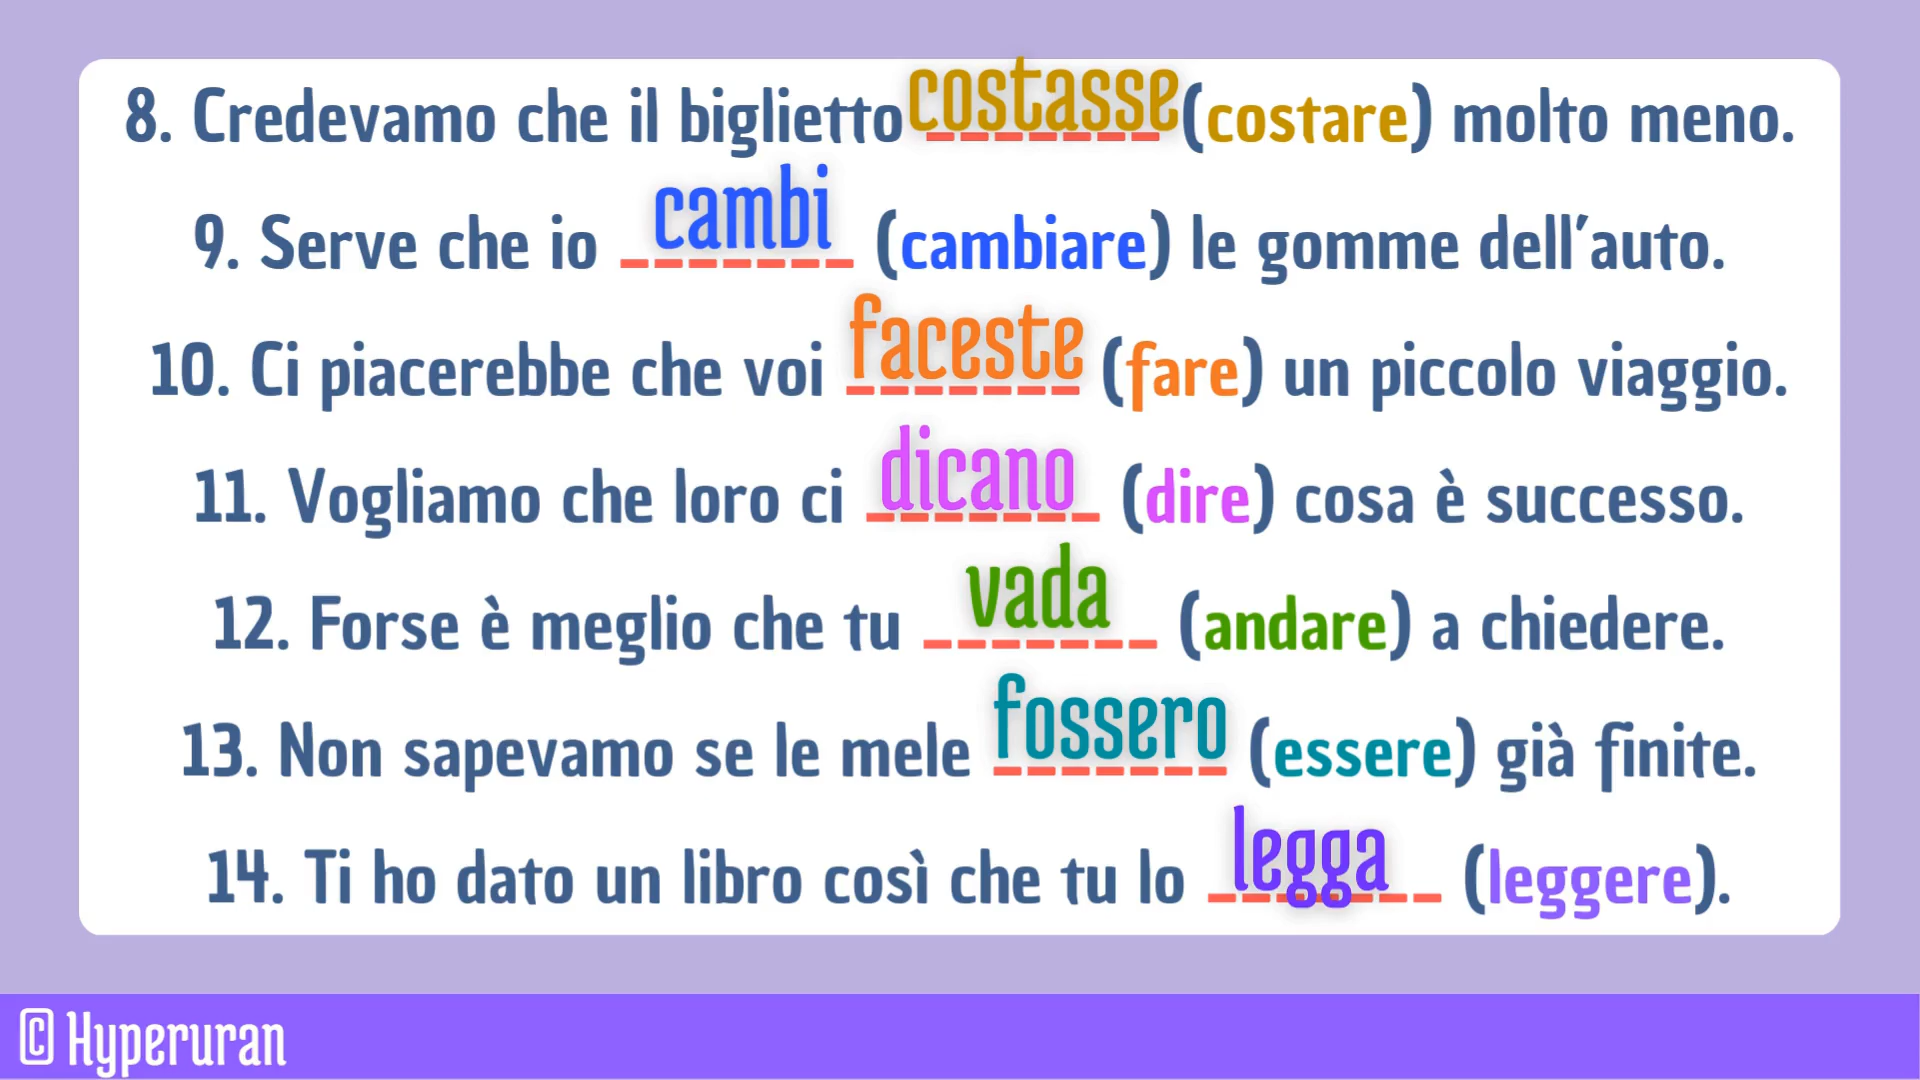 8. Credevamo che il biglietto costasse (costare) molto meno.
9. Serve che io cambi (cambiare) le gomme dell'auto.
10. Ci piacerebbe che voi faceste (fare) un piccolo viaggio.
11. Vogliamo che loro ci dicano (dire) cosa è successo.
12. Forse è meglio che tu vada (andare) a chiedere.
13. Non sapevamo se le mele fossero (essere) già finite.
14. Ti ho dato un libro così che tu lo legga (leggere).
© Hyperuran